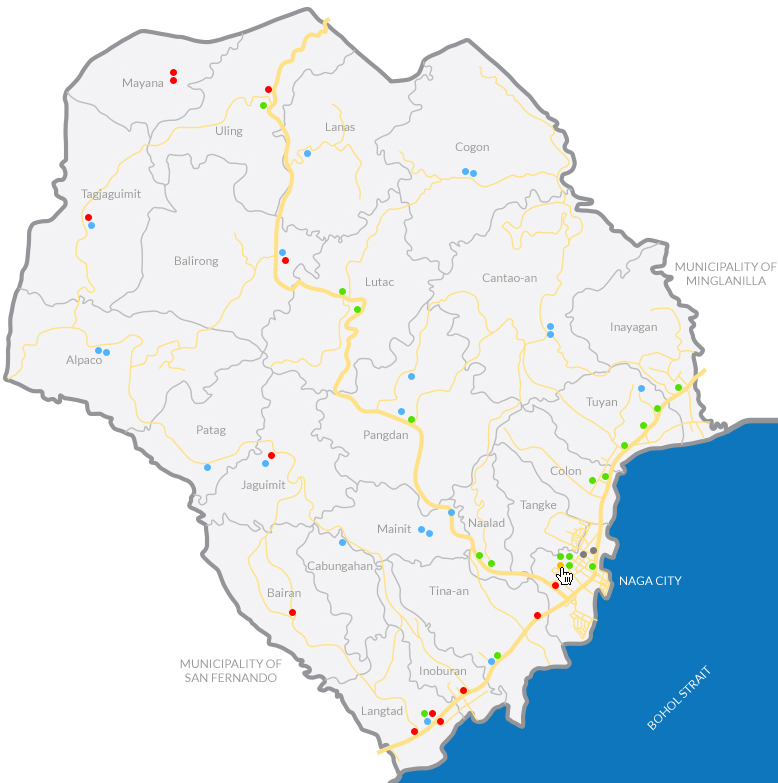 Mayana
Uling
Lanas
Cogon
Tagjaguimit
Balirong
Lutac
Cantao-an
MUNICIPALITY OF
MINGLANILLA
Inayagan
Alpaco
Tuyan
Patag
Pangdan
Colon
Jaguimit
Tangke
Naalad
Mainit
Cabungahan
NAGA CITY
Tina-an
Bairan
MUNICIPALITY OF
SAN FERNANDO
Inoburan
BOHOL STRAIT
Langtad